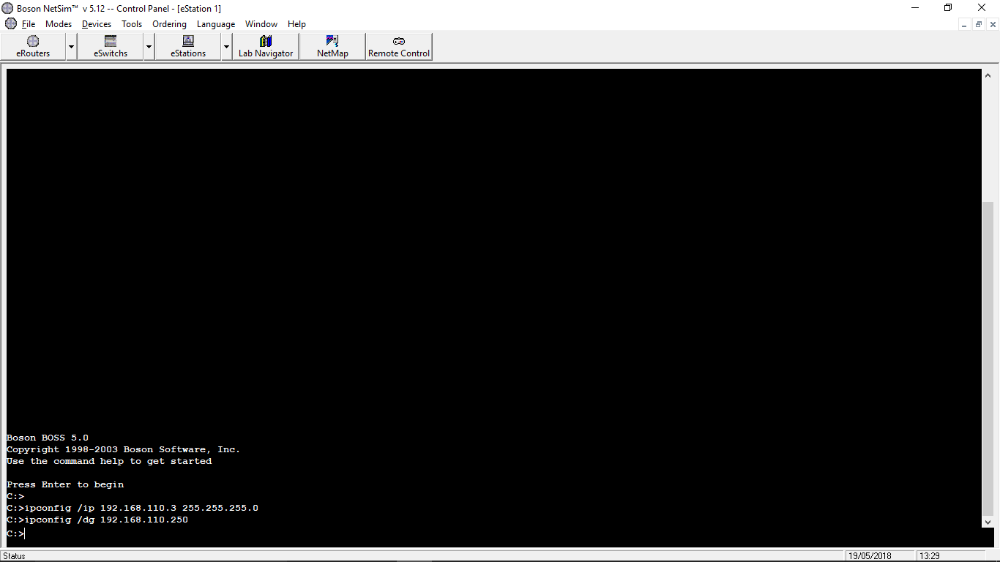 Boson NetSim™ v 5.12 -- Control Panel - [eStation 1]
File Modes Devices Tools Ordering Language Window Help
eRouters eSwitchs eStations Lab Navigator NetMap Remote Control
Boson BOSS 5.0
Copyright 1998-2003 Boson Software, Inc.
Use the command help to get started
Press Enter to begin
C:>
C:>ipconfig /ip 192.168.110.3 255.255.255.0
C:>ipconfig /dg 192.168.110.250
C:>
Status 19/05/2018 13:29